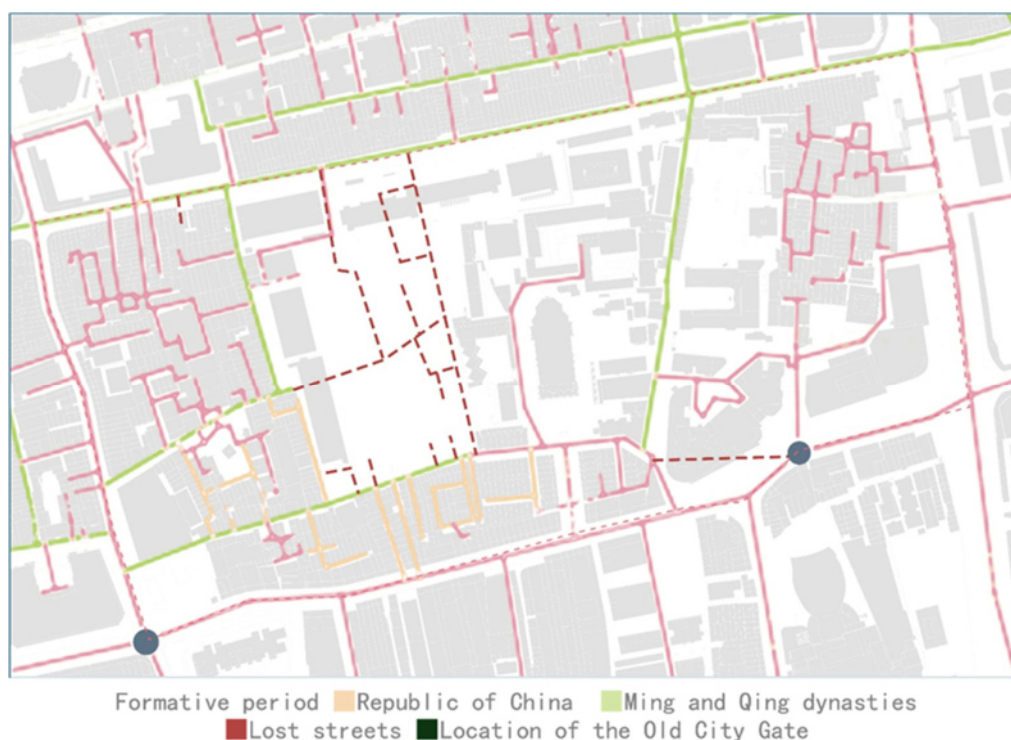 Formative period Republic of China Ming and Qing dynasties
Lost streets Location of the Old City Gate